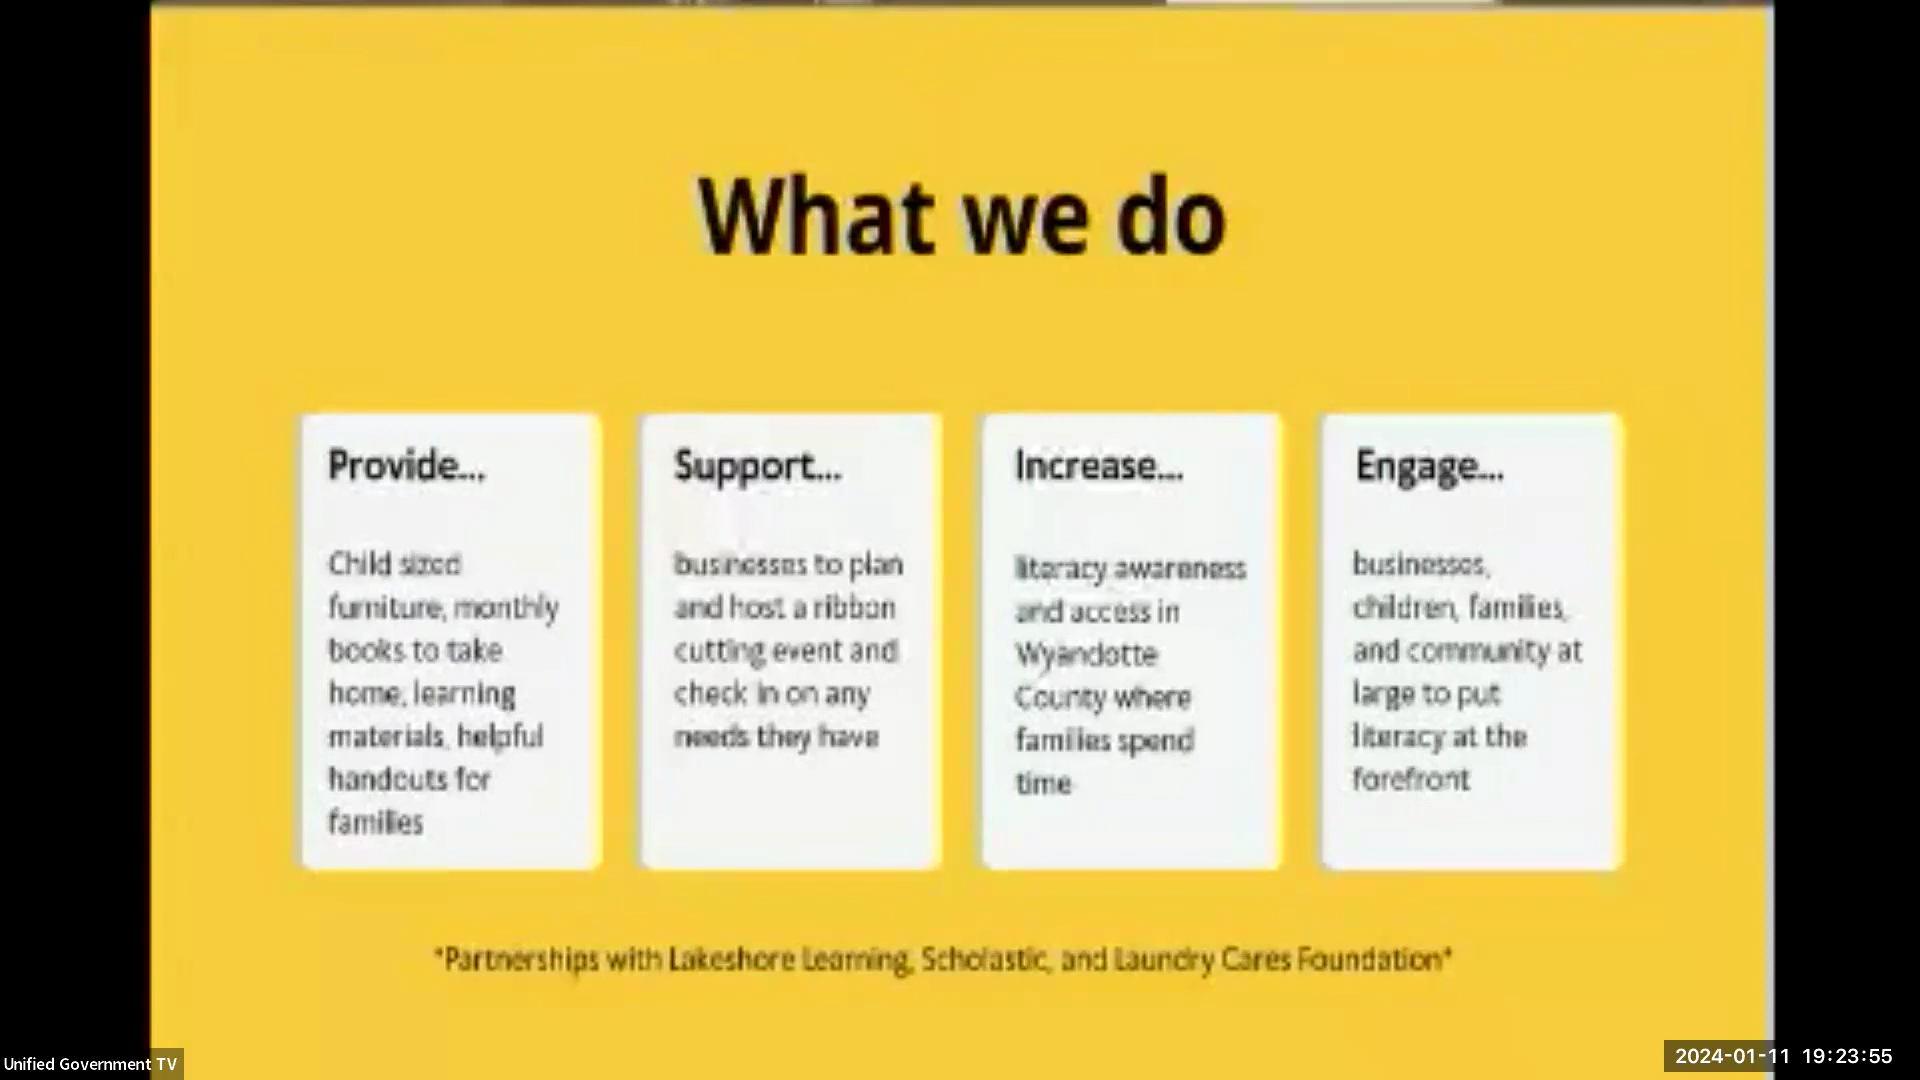 What we do
Provide...
Child sized
furniture, monthly
books to take
home, learning
materials, helpful
handouts for
families
Support...
businesses to plan
and host a ribbon
cutting event and
check in on any
needs they have
Increase...
literacy awareness
and access in
Wyandotte
County where
families spend
time
Engage...
businesses,
children, families,
and community at
large to put
literacy at the
forefront
*Partnerships with Lakeshore Learning, Scholastic, and Laundry Cares Foundation*
Unified Government TV
2024-01-11 19:23:55